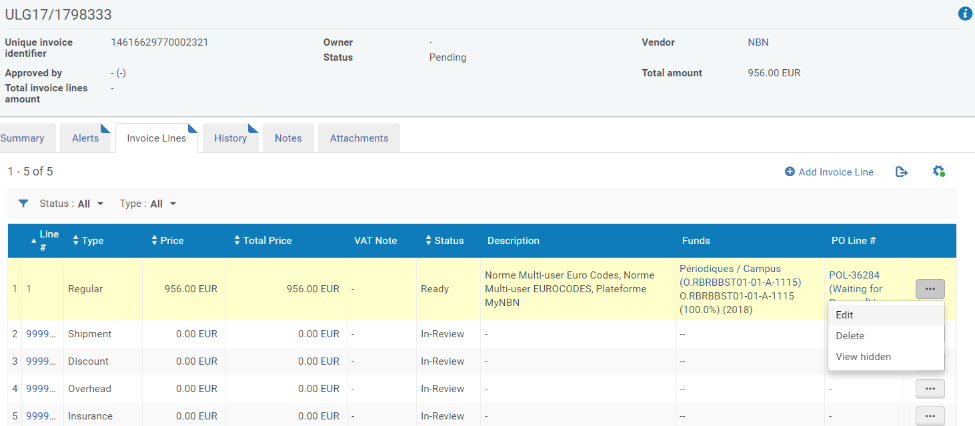 ULG17/1798333
Unique invoice identifier 14616629770002321 Owner - Vendor NBN
Status Pending
Approved by - (-) Total amount 956.00 EUR
Total invoice lines amount -
Summary Alerts Invoice Lines History Notes Attachments
1 - 5 of 5 Add Invoice Line
Status : All Type : All
Line # Type Price Total Price VAT Note Status Description Funds PO Line #
1 1 Regular 956.00 EUR 956.00 EUR - Ready Norme Multi-user Euro Codes, Norme Multi-user EUROCODES, Plateforme MyNBN Périodiques / Campus (O.RBRBBST01-01-A-1115) O.RBRBBST01-01-A-1115 (100.0%) (2018) POL-36284 (Waiting for
Edit
Delete
View hidden
2 9999... Shipment 0.00 EUR 0.00 EUR - In-Review - --
3 9999... Discount 0.00 EUR 0.00 EUR - In-Review - --
4 9999... Overhead 0.00 EUR 0.00 EUR - In-Review - -- -
5 9999... Insurance 0.00 EUR 0.00 EUR - In-Review - -- -